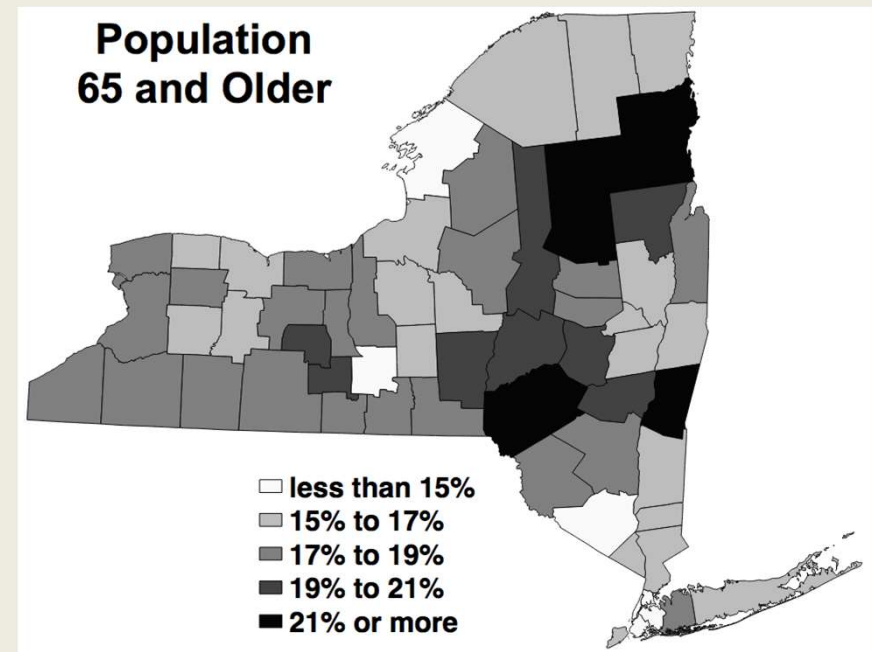 Population
65 and Older
less than 15%
15% to 17%
17% to 19%
19% to 21%
21% or more